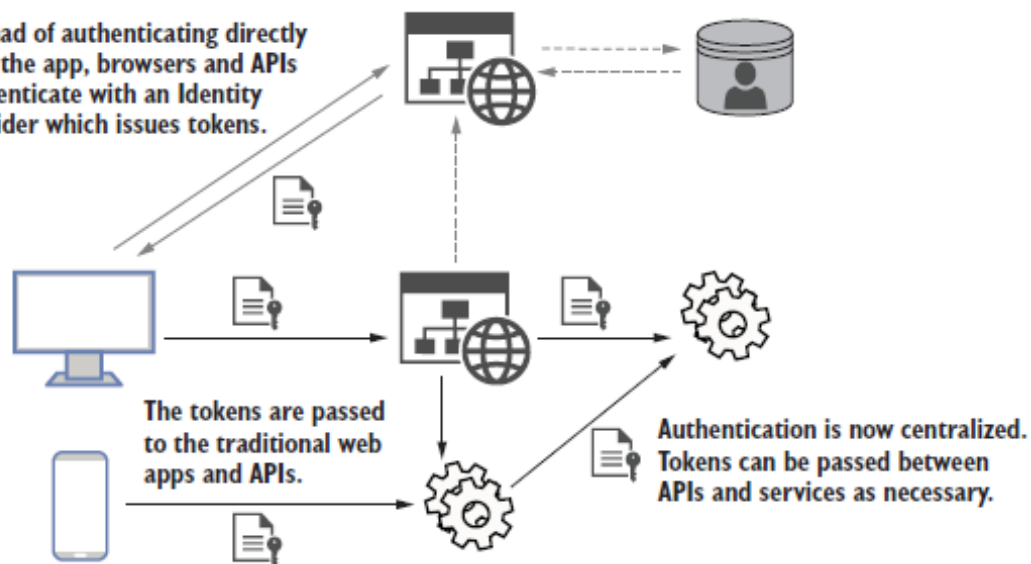 ad of authenticating directly
the app, browsers and APIs
enticate with an Identity
ider which issues tokens.
The tokens are passed
to the traditional web
apps and APIs.
Authentication is now centralized.
Tokens can be passed between
APIs and services as necessary.